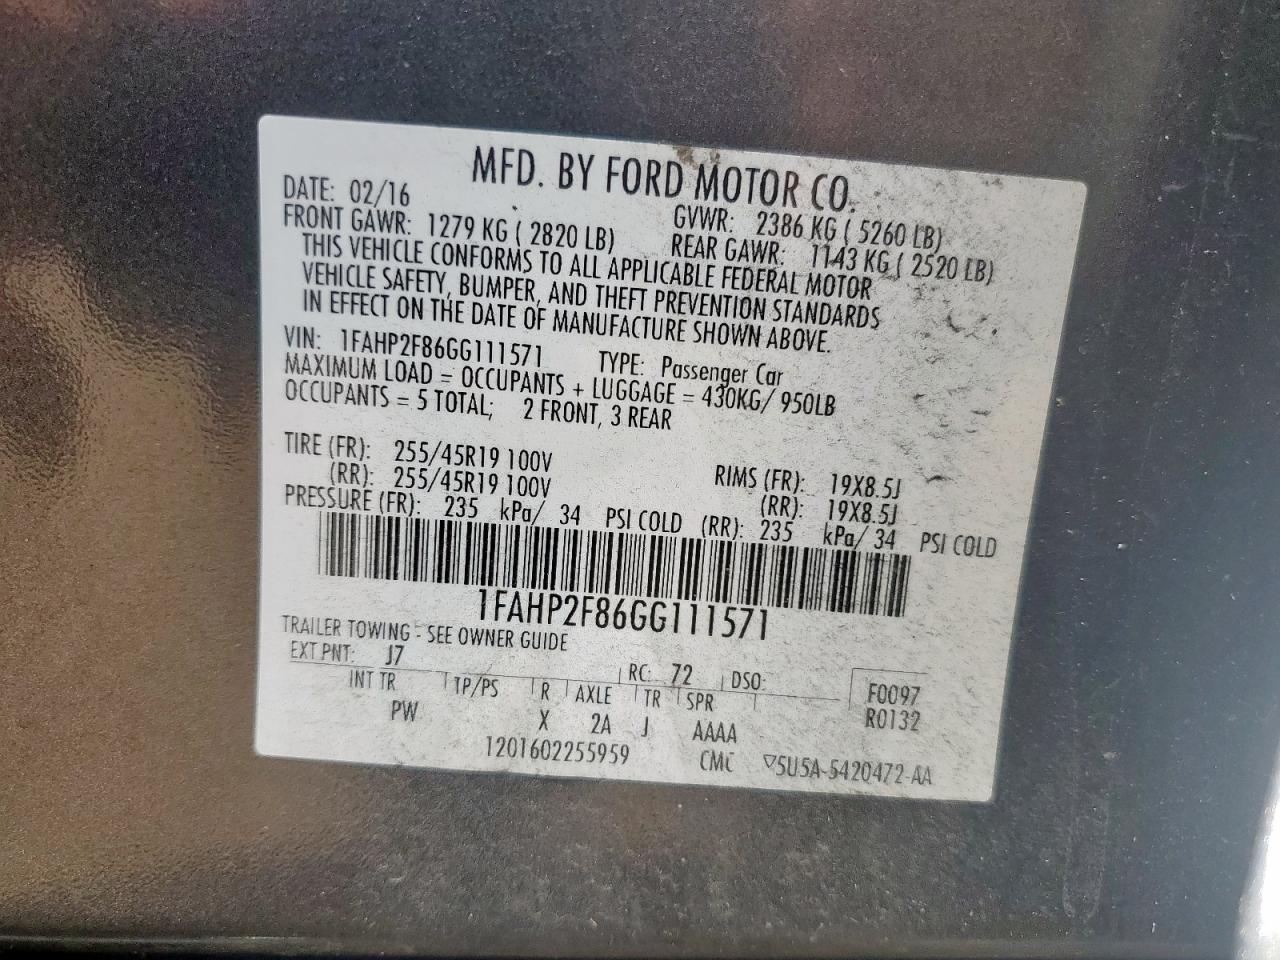 MFD. BY FORD MOTOR CO.
DATE: 02/16 GVWR: 2386 KG ( 5260 LB)
FRONT GAWR: 1279 KG ( 2820 LB) REAR GAWR: 1143 KG ( 2520 LB)
THIS VEHICLE CONFORMS TO ALL APPLICABLE FEDERAL MOTOR
VEHICLE SAFETY, BUMPER, AND THEFT PREVENTION STANDARDS
IN EFFECT ON THE DATE OF MANUFACTURE SHOWN ABOVE.
VIN: 1FAHP2F86GG111571 TYPE: Passenger Car
MAXIMUM LOAD = OCCUPANTS + LUGGAGE = 430KG/ 950LB
OCCUPANTS = 5 TOTAL; 2 FRONT, 3 REAR
TIRE (FR): 255/45R19 100V RIMS (FR): 19X8.5J
(RR): 255/45R19 100V (RR): 19X8.5J
PRESSURE (FR): 235 kPa/ 34 PSI COLD (RR): 235 kPa/ 34 PSI COLD
1FAHP2F86GG111571
TRAILER TOWING - SEE OWNER GUIDE
EXT PNT: J7 RC: 72 DSO: F0097
INT TR TP/PS R AXLE TR SPR R0132
PW X 2A J AAAA
1201602255959 CMC ▽5U5A-5420472-AA